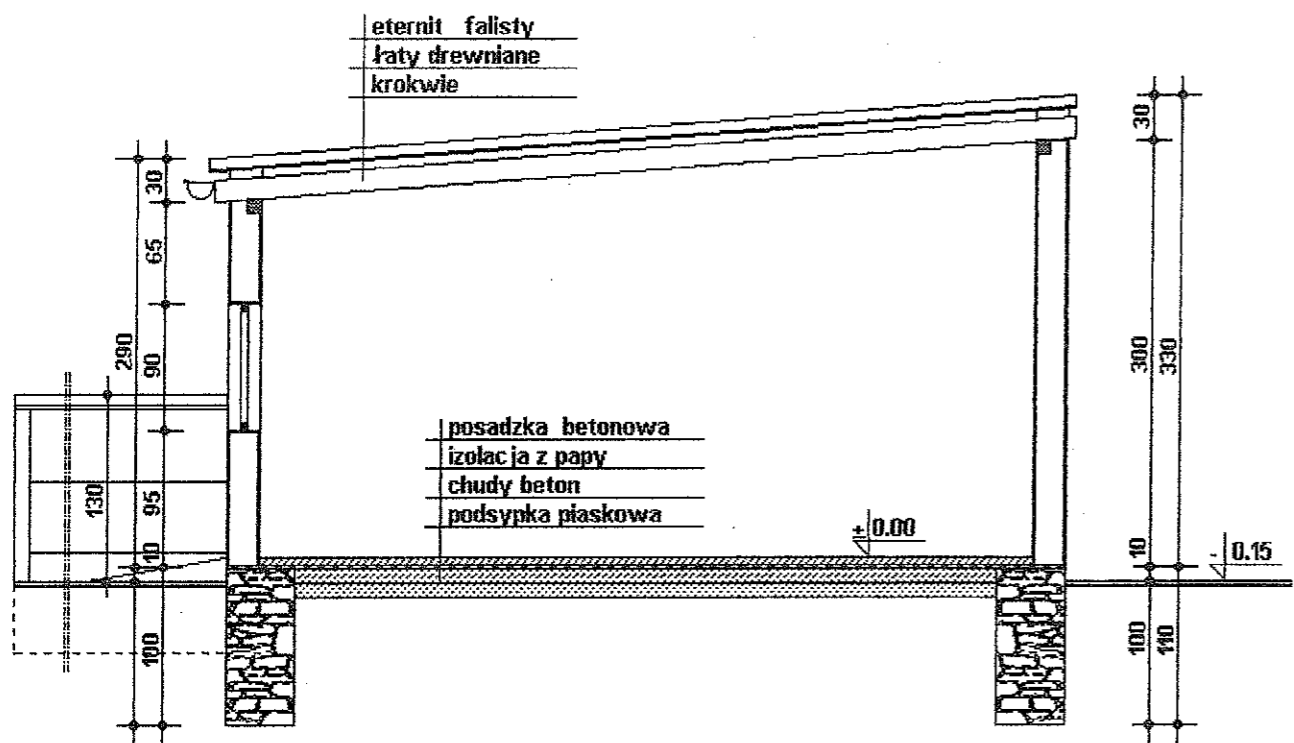 eternit falisty
łaty drewniane
krokwie
30
65
290
90
130
95
10
100
posadzka betonowa
izolacja z papy
chudy beton
podsypka piaskowa
± 0.00
30
300
330
10
- 0.15
100
110